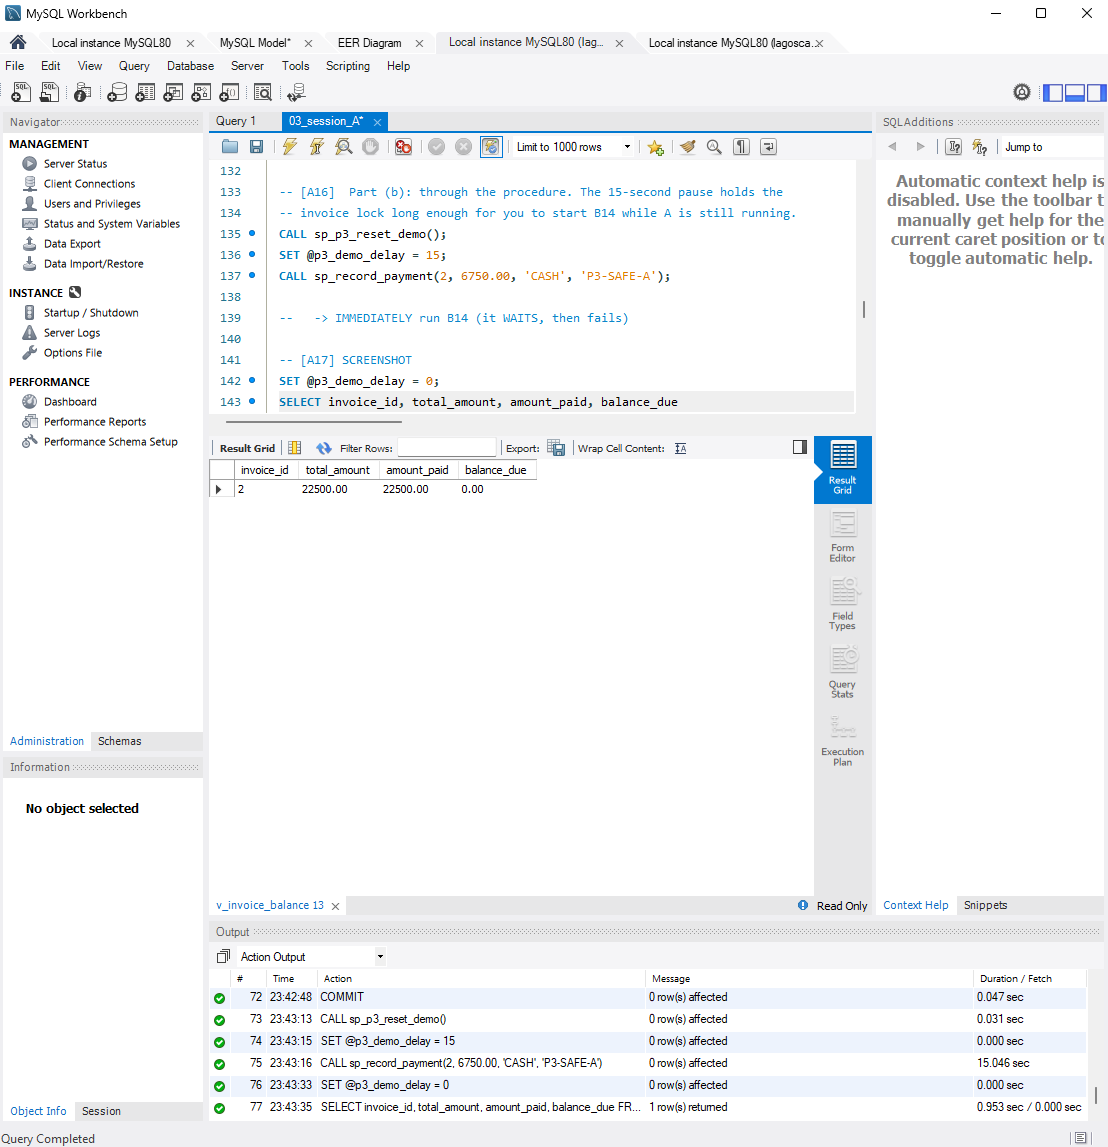 MySQL Workbench
Local instance MySQL80 × MySQL Model* × EER Diagram × Local instance MySQL80 (lag... × Local instance MySQL80 (lagosca... ×
File Edit View Query Database Server Tools Scripting Help
Navigator
MANAGEMENT
Server Status
Client Connections
Users and Privileges
Status and System Variables
Data Export
Data Import/Restore
INSTANCE
Startup / Shutdown
Server Logs
Options File
PERFORMANCE
Dashboard
Performance Reports
Performance Schema Setup
Administration Schemas
Information
No object selected
Object Info Session
Query 1 03_session_A* ×
Limit to 1000 rows
132
133 -- [A16] Part (b): through the procedure. The 15-second pause holds the
134 -- invoice lock long enough for you to start B14 while A is still running.
135 CALL sp_p3_reset_demo();
136 SET @p3_demo_delay = 15;
137 CALL sp_record_payment(2, 6750.00, 'CASH', 'P3-SAFE-A');
138
139 -- -> IMMEDIATELY run B14 (it WAITS, then fails)
140
141 -- [A17] SCREENSHOT
142 SET @p3_demo_delay = 0;
143 SELECT invoice_id, total_amount, amount_paid, balance_due
Result Grid Filter Rows: Export: Wrap Cell Content:
invoice_id total_amount amount_paid balance_due
2 22500.00 22500.00 0.00
Result
Grid
Form
Editor
Field
Types
Query
Stats
Execution
Plan
v_invoice_balance 13 × Read Only
SQLAdditions
Jump to
Automatic context help is
disabled. Use the toolbar t
manually get help for the
current caret position or to
toggle automatic help.
Context Help Snippets
Output
Action Output
# Time Action Message Duration / Fetch
72 23:42:48 COMMIT 0 row(s) affected 0.047 sec
73 23:43:13 CALL sp_p3_reset_demo() 0 row(s) affected 0.031 sec
74 23:43:15 SET @p3_demo_delay = 15 0 row(s) affected 0.000 sec
75 23:43:16 CALL sp_record_payment(2, 6750.00, 'CASH', 'P3-SAFE-A') 0 row(s) affected 15.046 sec
76 23:43:33 SET @p3_demo_delay = 0 0 row(s) affected 0.000 sec
77 23:43:35 SELECT invoice_id, total_amount, amount_paid, balance_due FR... 1 row(s) returned 0.953 sec / 0.000 sec
Query Completed